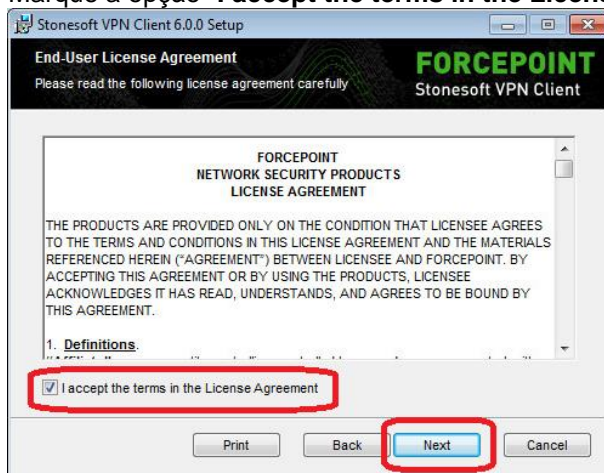 Marque a opção "I accept the terms in the Licens
Stonesoft VPN Client 6.0.0 Setup
End-User License Agreement
Please read the following license agreement carefully
FORCEPOINT
Stonesoft VPN Client
FORCEPOINT
NETWORK SECURITY PRODUCTS
LICENSE AGREEMENT
THE PRODUCTS ARE PROVIDED ONLY ON THE CONDITION THAT LICENSEE AGREES
TO THE TERMS AND CONDITIONS IN THIS LICENSE AGREEMENT AND THE MATERIALS
REFERENCED HEREIN ("AGREEMENT") BETWEEN LICENSEE AND FORCEPOINT. BY
ACCEPTING THIS AGREEMENT OR BY USING THE PRODUCTS, LICENSEE
ACKNOWLEDGES IT HAS READ, UNDERSTANDS, AND AGREES TO BE BOUND BY
THIS AGREEMENT.
1. Definitions.
I accept the terms in the License Agreement
Print Back Next Cancel